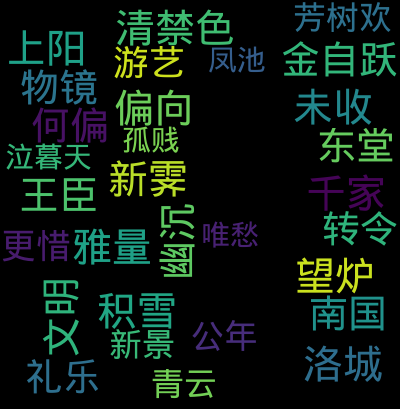 清禁色
芳树欢
上阳
游艺
凤池
金自跃
物镜
偏向
未收
何偏
孤贱
东堂
泣暮天
新霁
王臣
千家
幽沉
更惜
雅量
唯愁
转令
望炉
文明
积雪
南国
新景
公年
洛城
礼乐
青云